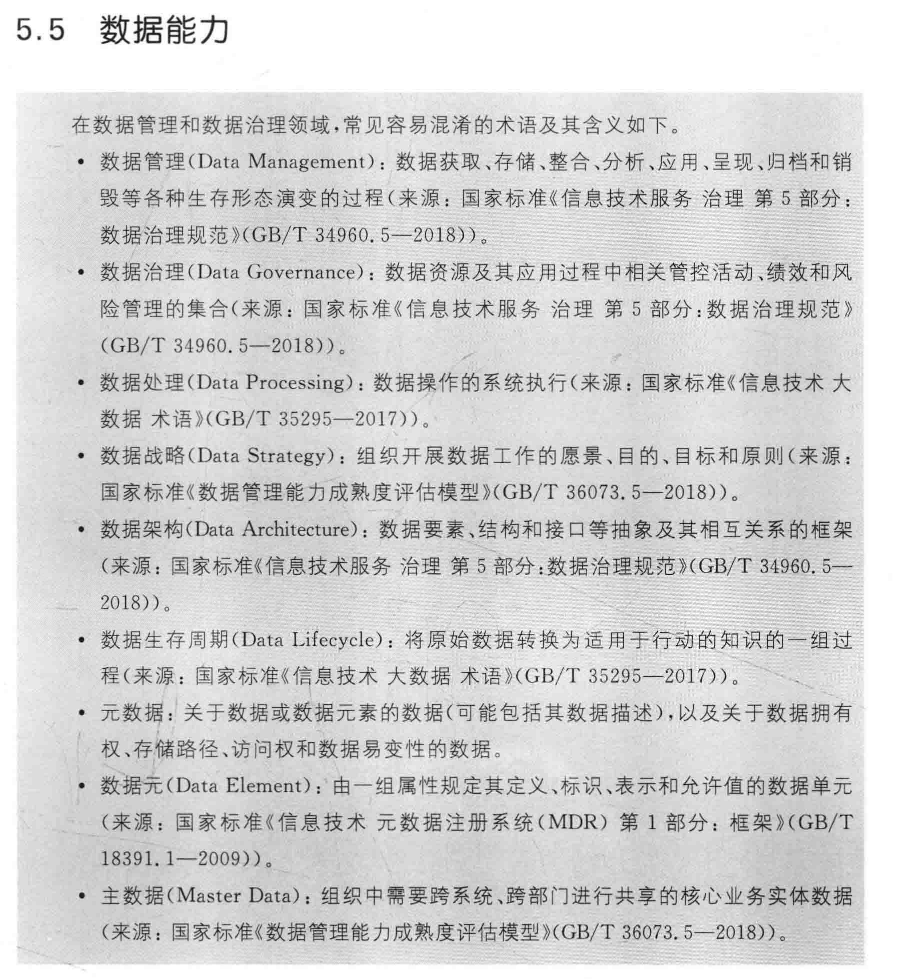 5.5 数据能力
在数据管理和数据治理领域,常见容易混淆的术语及其含义如下。
• 数据管理(Data Management): 数据获取、存储、整合、分析、应用、呈现、归档和销
毁等各种生存形态演变的过程(来源: 国家标准《信息技术服务 治理 第 5 部分:
数据治理规范》(GB/T 34960.5—2018))。
• 数据治理(Data Governance): 数据资源及其应用过程中相关管控活动、绩效和风
险管理的集合(来源: 国家标准《信息技术服务 治理 第 5 部分:数据治理规范》
(GB/T 34960.5—2018))。
• 数据处理(Data Processing): 数据操作的系统执行(来源: 国家标准《信息技术 大
数据 术语》(GB/T 35295—2017))。
• 数据战略(Data Strategy): 组织开展数据工作的愿景、目的、目标和原则(来源:
国家标准《数据管理能力成熟度评估模型》(GB/T 36073.5—2018))。
• 数据架构(Data Architecture): 数据要素、结构和接口等抽象及其相互关系的框架
(来源: 国家标准《信息技术服务 治理 第 5 部分:数据治理规范》(GB/T 34960.5—
2018))。
• 数据生存周期(Data Lifecycle): 将原始数据转换为适用于行动的知识的一组过
程(来源: 国家标准《信息技术 大数据 术语》(GB/T 35295—2017))。
• 元数据: 关于数据或数据元素的数据(可能包括其数据描述),以及关于数据拥有
权、存储路径、访问权和数据易变性的数据。
• 数据元(Data Element): 由一组属性规定其定义、标识、表示和允许值的数据单元
(来源: 国家标准《信息技术 元数据注册系统(MDR) 第 1 部分: 框架》(GB/T
18391.1—2009))。
• 主数据(Master Data): 组织中需要跨系统、跨部门进行共享的核心业务实体数据
(来源: 国家标准《数据管理能力成熟度评估模型》(GB/T 36073.5—2018))。